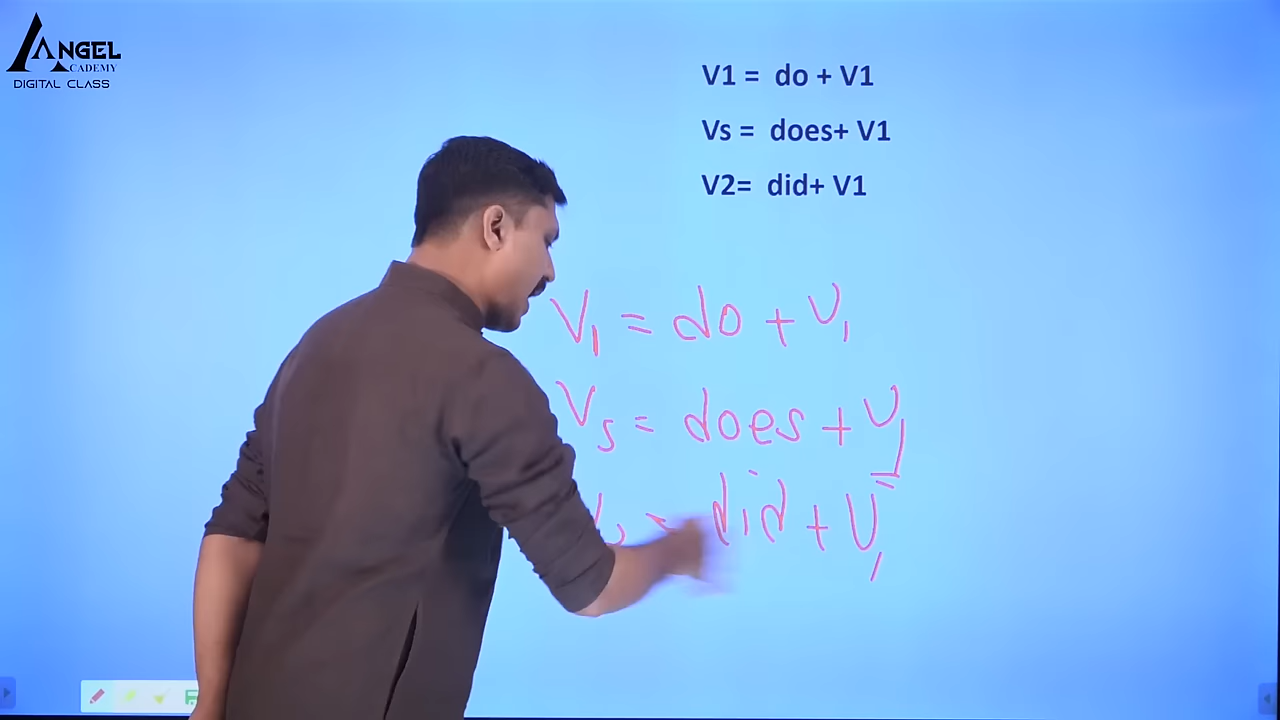 ANGEL
ACADEMY
DIGITAL CLASS
V1 = do + V1
Vs = does+ V1
V2= did+ V1
V1 = do + V1
Vs = does + V1
= did + V1